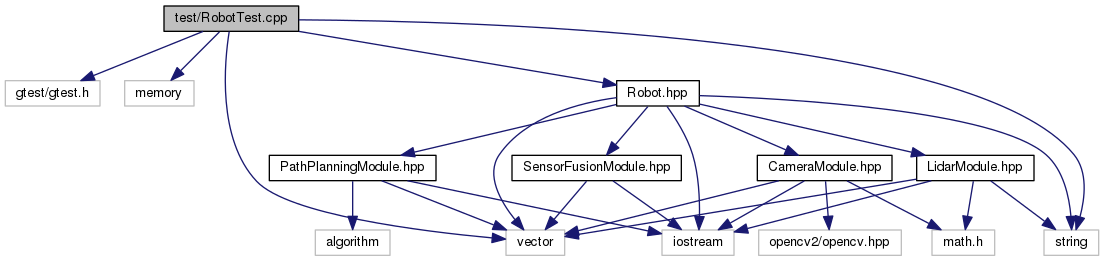 test/RobotTest.cpp
gtest/gtest.h
memory
Robot.hpp
PathPlanningModule.hpp
SensorFusionModule.hpp
CameraModule.hpp
LidarModule.hpp
algorithm
vector
iostream
opencv2/opencv.hpp
math.h
string